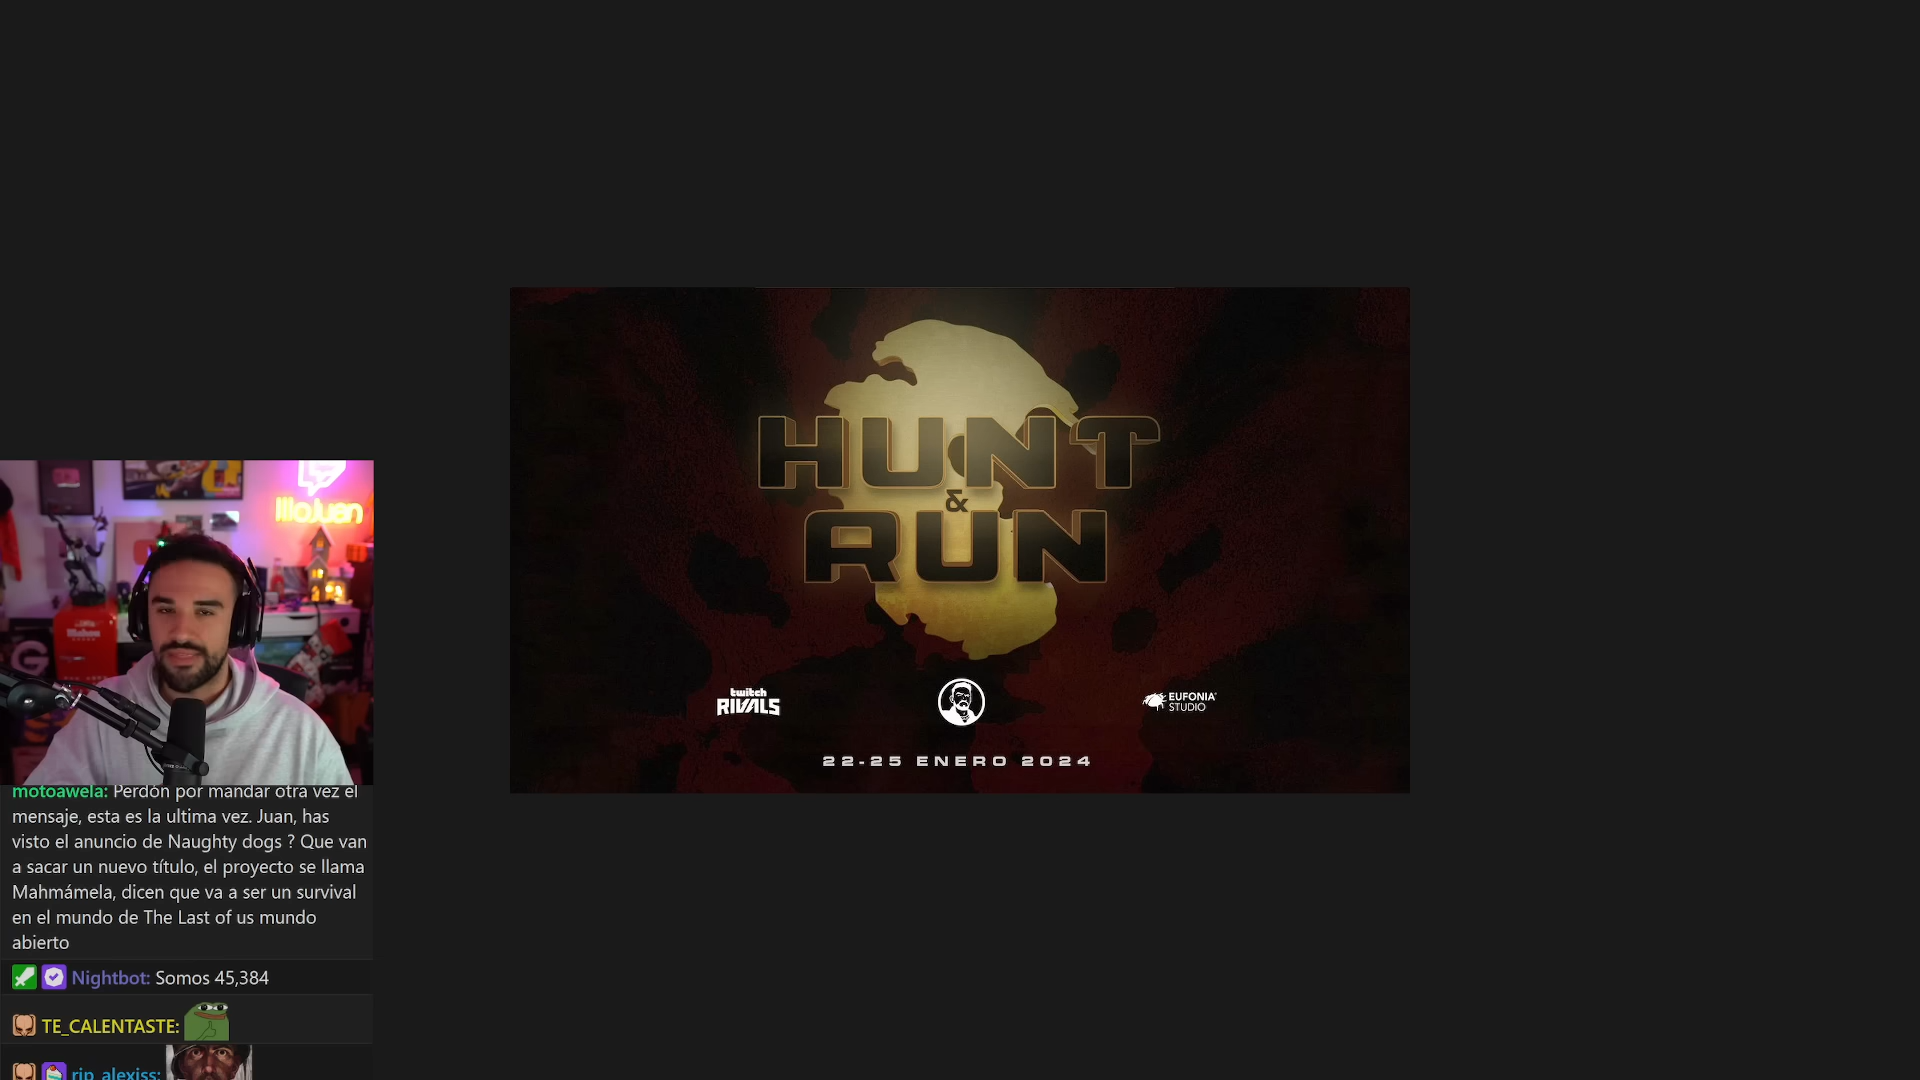 HUNT
&
RUN
twitch
RIVALS
EUFONIA
STUDIO
22-25 ENERO 2024
IlloJuan
motoawela: Perdón por mandar otra vez el
mensaje, esta es la ultima vez. Juan, has
visto el anuncio de Naughty dogs ? Que van
a sacar un nuevo título, el proyecto se llama
Mahmámela, dicen que va a ser un survival
en el mundo de The Last of us mundo
abierto
Nightbot: Somos 45,384
TE_CALENTASTE:
rip_alexiss: